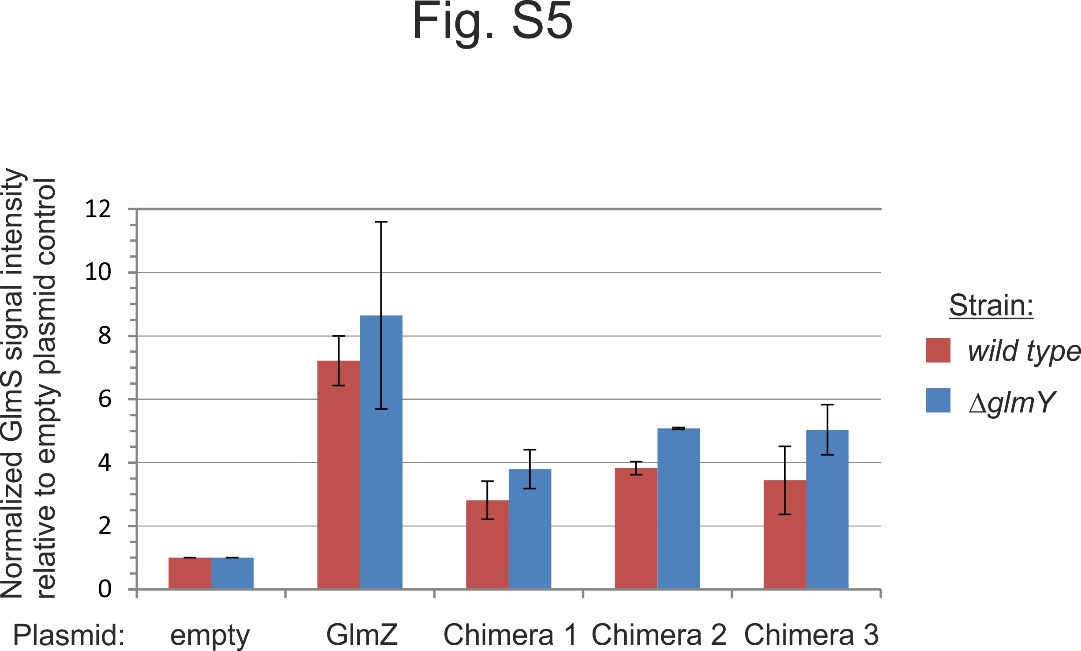 Fig. S5
Normalized GlmS signal intensity
relative to empty plasmid control
12
10
8
6
4
2
0
Plasmid: empty GlmZ Chimera 1 Chimera 2 Chimera 3
Strain:
wild type
ΔglmY